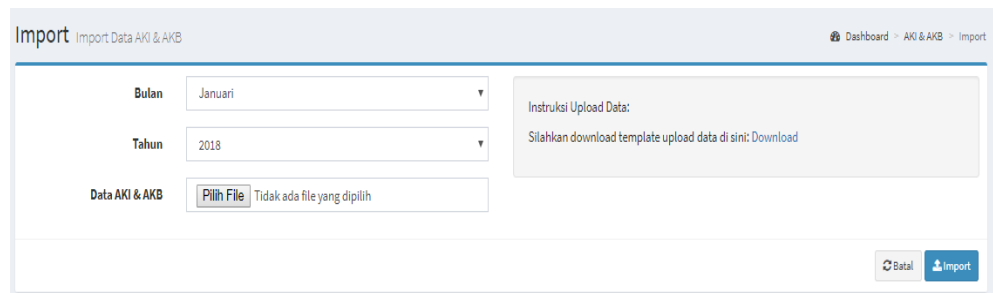 Import Import Data AKI & AKB
Dashboard > AKI & AKB > Import
Bulan Januari
Tahun 2018
Data AKI & AKB Pilih File Tidak ada file yang dipilih
Instruksi Upload Data:
Silahkan download template upload data di sini: Download
Batal Import